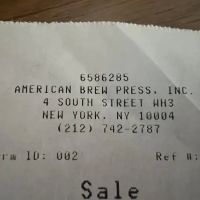 6586285
AMERICAN BREW PRESS, INC.
4 SOUTH STREET WH3
NEW YORK, NY 10004
(212) 742-2787
rm ID: 002 Ref #:
Sale